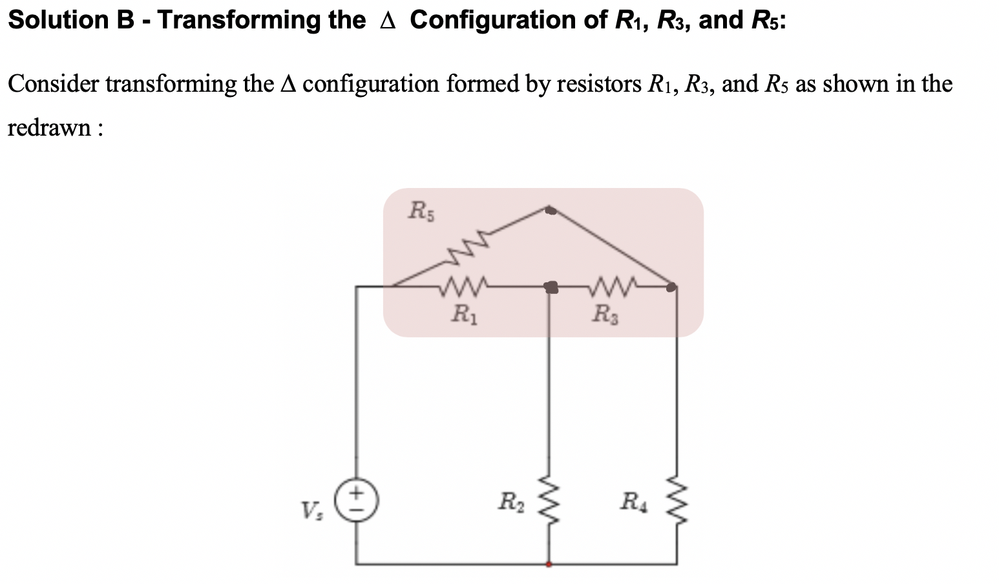 Solution B - Transforming the Δ Configuration of R1, R3, and R5:
Consider transforming the Δ configuration formed by resistors R1, R3, and R5 as shown in the
redrawn :
R5
R1
R3
Vs
+
−
R2
R4